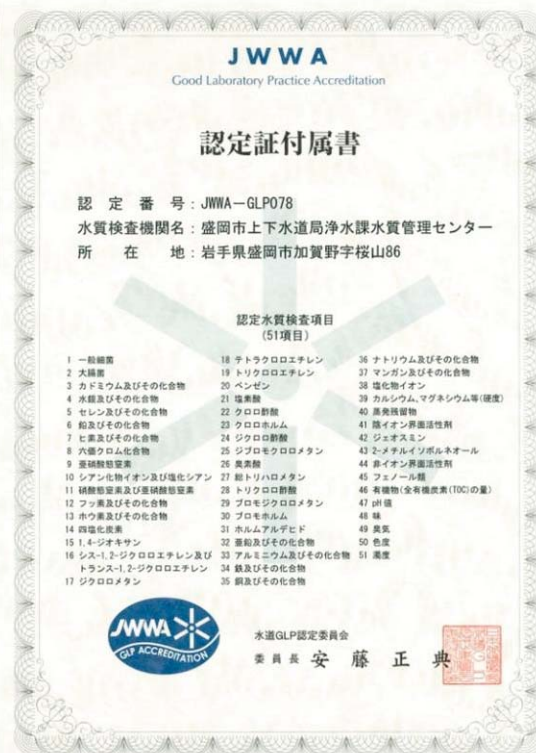 JWWA
Good Laboratory Practice Accreditation
認定証付属書
認定番号：JWWA－GLP078
水質検査機関名：盛岡市上下水道局浄水課水質管理センター
所在地：岩手県盛岡市加賀野字桜山86
認定水質検査項目
(51項目)
1 一般細菌
2 大腸菌
3 カドミウム及びその化合物
4 水銀及びその化合物
5 セレン及びその化合物
6 鉛及びその化合物
7 ヒ素及びその化合物
8 六価クロム化合物
9 亜硝酸態窒素
10 シアン化物イオン及び塩化シアン
11 硝酸態窒素及び亜硝酸態窒素
12 フッ素及びその化合物
13 ホウ素及びその化合物
14 四塩化炭素
15 1,4-ジオキサン
16 シス-1,2-ジクロロエチレン及び
トランス-1,2-ジクロロエチレン
17 ジクロロメタン
18 テトラクロロエチレン
19 トリクロロエチレン
20 ベンゼン
21 塩素酸
22 クロロ酢酸
23 クロロホルム
24 ジクロロ酢酸
25 ジブロモクロロメタン
26 臭素酸
27 総トリハロメタン
28 トリクロロ酢酸
29 ブロモジクロロメタン
30 ブロモホルム
31 ホルムアルデヒド
32 亜鉛及びその化合物
33 アルミニウム及びその化合物
34 鉄及びその化合物
35 銅及びその化合物
36 ナトリウム及びその化合物
37 マンガン及びその化合物
38 塩化物イオン
39 カルシウム、マグネシウム等(硬度)
40 蒸発残留物
41 陰イオン界面活性剤
42 ジェオスミン
43 2-メチルイソボルネオール
44 非イオン界面活性剤
45 フェノール類
46 有機物(全有機炭素(TOC)の量)
47 pH値
48 味
49 臭気
50 色度
51 濁度
JWWA
GLP ACCREDITATION
水道GLP認定委員会
委員長 安藤正典